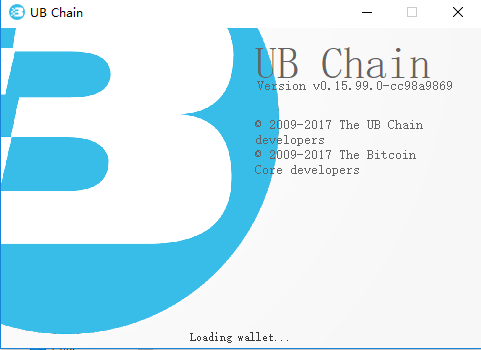 UB Chain
UB Chain
Version v0.15.99.0-cc98a9869
© 2009-2017 The UB Chain
developers
© 2009-2017 The Bitcoin
Core developers
Loading wallet...